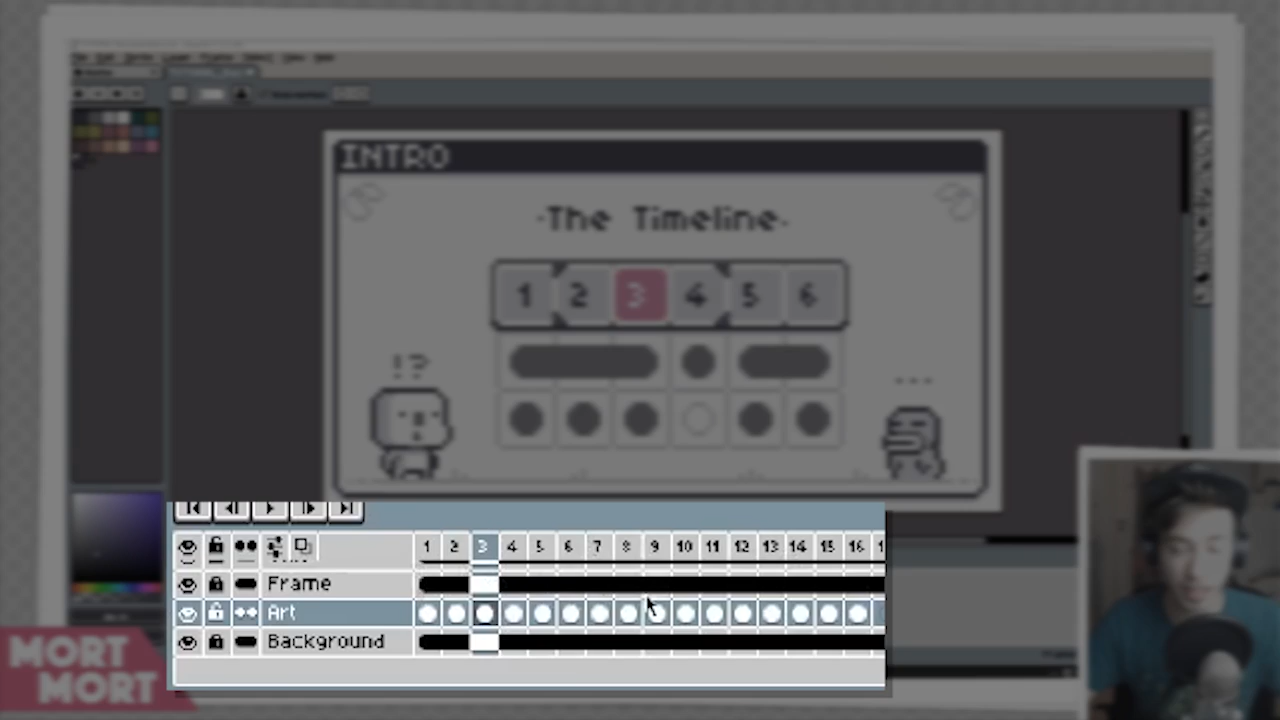 INTRO
-The Timeline-
1 2 3 4 5 6
!?
...
1 2 3 4 5 6 7 8 9 10 11 12 13 14 15 16
Frame
Art
Background
MORT
MORT